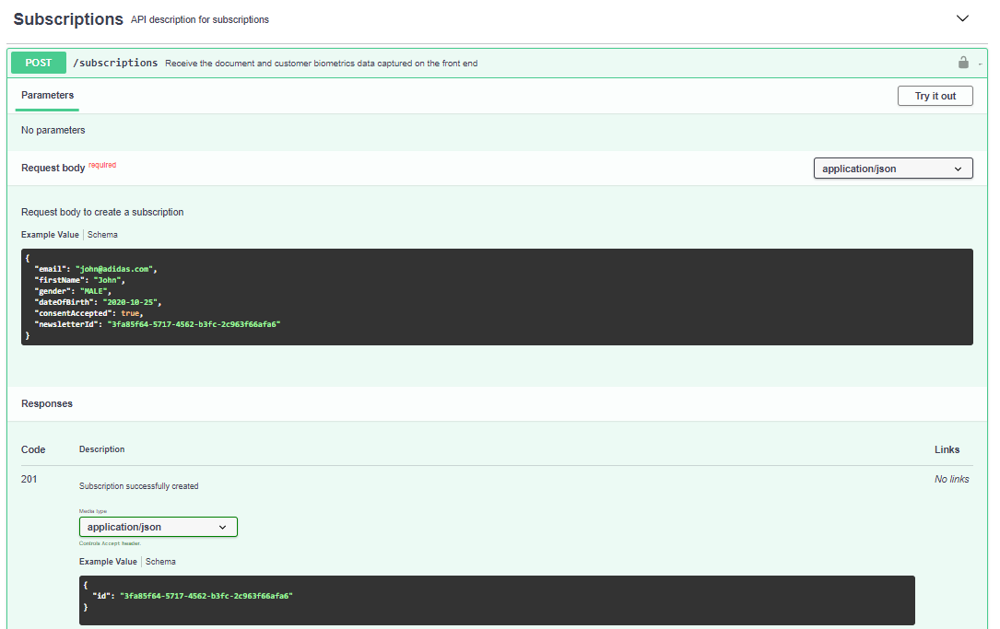 Subscriptions API description for subscriptions
POST /subscriptions Receive the document and customer biometrics data captured on the front end
Parameters Try it out
No parameters
Request body required application/json
Request body to create a subscription
Example Value Schema
{
"email": "john@adidas.com",
"firstName": "John",
"gender": "MALE",
"dateOfBirth": "2020-10-25",
"consentAccepted": true,
"newsletterId": "3fa85f64-5717-4562-b3fc-2c963f66afa6"
}
Responses
Code Description Links
201 Subscription successfully created No links
Media type
application/json
Controls Accept header.
Example Value Schema
{
"id": "3fa85f64-5717-4562-b3fc-2c963f66afa6"
}